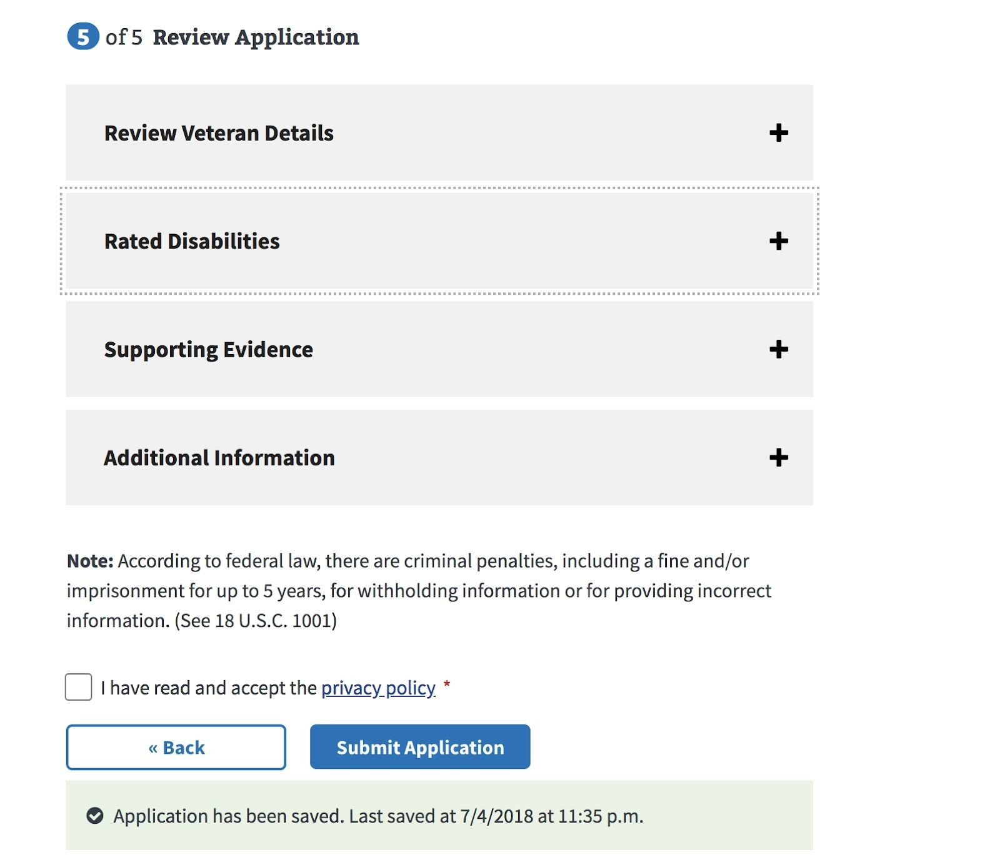 5 of 5 Review Application
Review Veteran Details
Rated Disabilities
Supporting Evidence
Additional Information
Note: According to federal law, there are criminal penalties, including a fine and/or
imprisonment for up to 5 years, for withholding information or for providing incorrect
information. (See 18 U.S.C. 1001)
I have read and accept the privacy policy *
« Back
Submit Application
Application has been saved. Last saved at 7/4/2018 at 11:35 p.m.